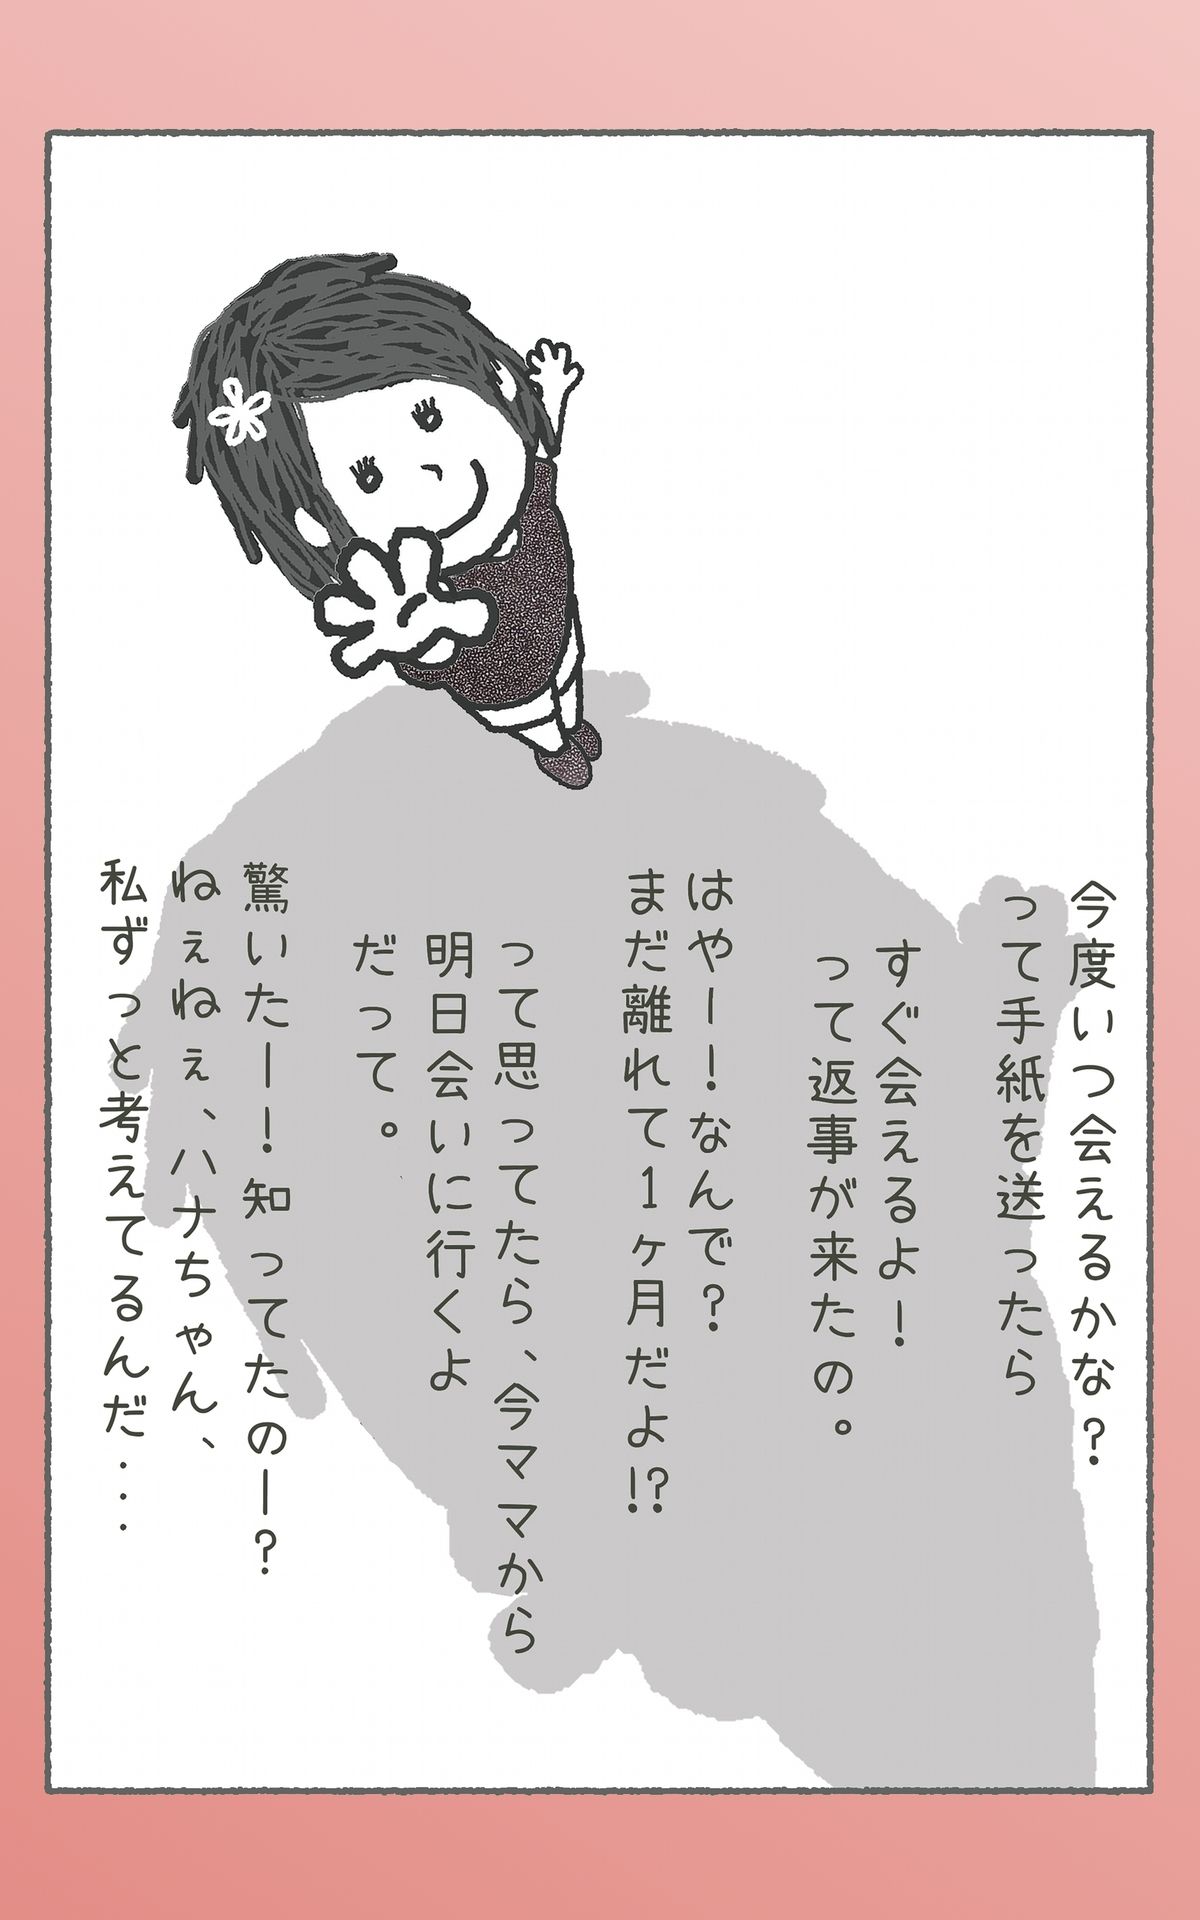 今度いつ会えるかな？
って手紙を送ったら
すぐ会えるよ！
って返事が来たの。
はやー！なんで？
まだ離れて1ヶ月だよ!?
って思ってたら、今ママから
明日会いに行くよ
だって。
驚いたーー！知ってたのー？
ねぇねぇ、ハナちゃん、
私ずっと考えてるんだ・・・